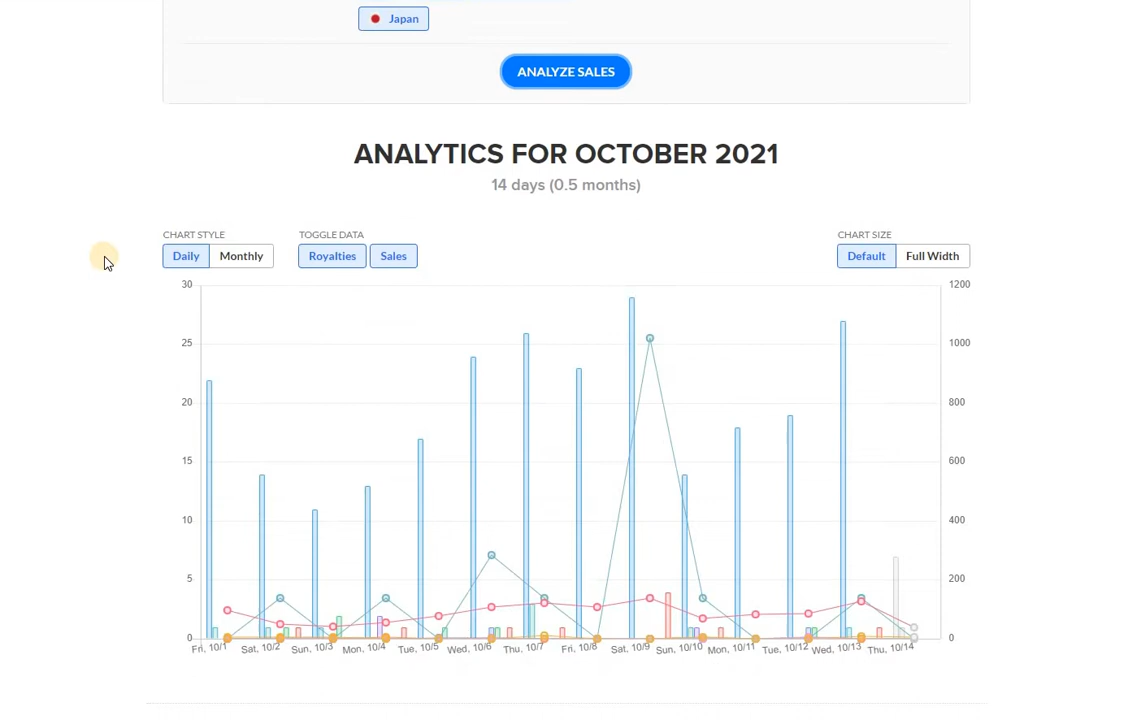 Japan
ANALYZE SALES
ANALYTICS FOR OCTOBER 2021
14 days (0.5 months)
CHART STYLE TOGGLE DATA CHART SIZE
Daily Monthly Royalties Sales Default Full Width
30 1200
25 1000
20 800
15 600
10 400
5 200
0 0
Fri, 10/1 Sat, 10/2 Sun, 10/3 Mon, 10/4 Tue, 10/5 Wed, 10/6 Thu, 10/7 Fri, 10/8 Sat, 10/9 Sun, 10/10 Mon, 10/11 Tue, 10/12 Wed, 10/13 Thu, 10/14